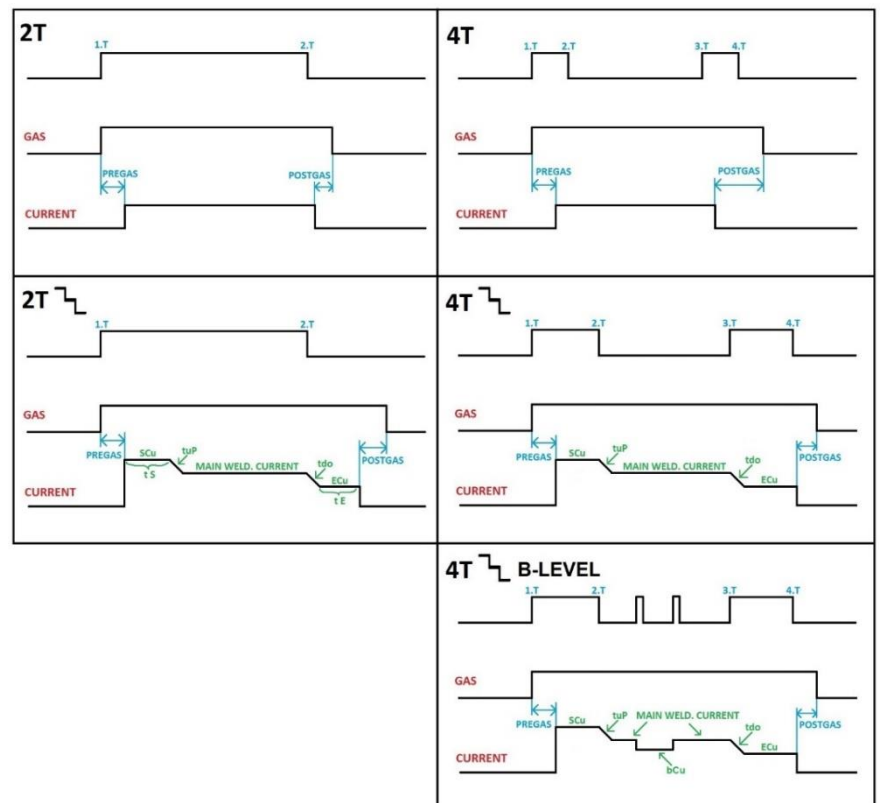 2T
1.T 2.T
GAS
PREGAS POSTGAS
CURRENT
4T
1.T 2.T 3.T 4.T
GAS
PREGAS POSTGAS
CURRENT
2T
1.T 2.T
GAS
PREGAS SCu tuP MAIN WELD. CURRENT tdo ECu POSTGAS
t S t E
CURRENT
4T
1.T 2.T 3.T 4.T
GAS
PREGAS SCu tuP MAIN WELD. CURRENT tdo ECu POSTGAS
CURRENT
4T B-LEVEL
1.T 2.T 3.T 4.T
GAS
PREGAS SCu tuP MAIN WELD. CURRENT tdo ECu POSTGAS
CURRENT
bCu